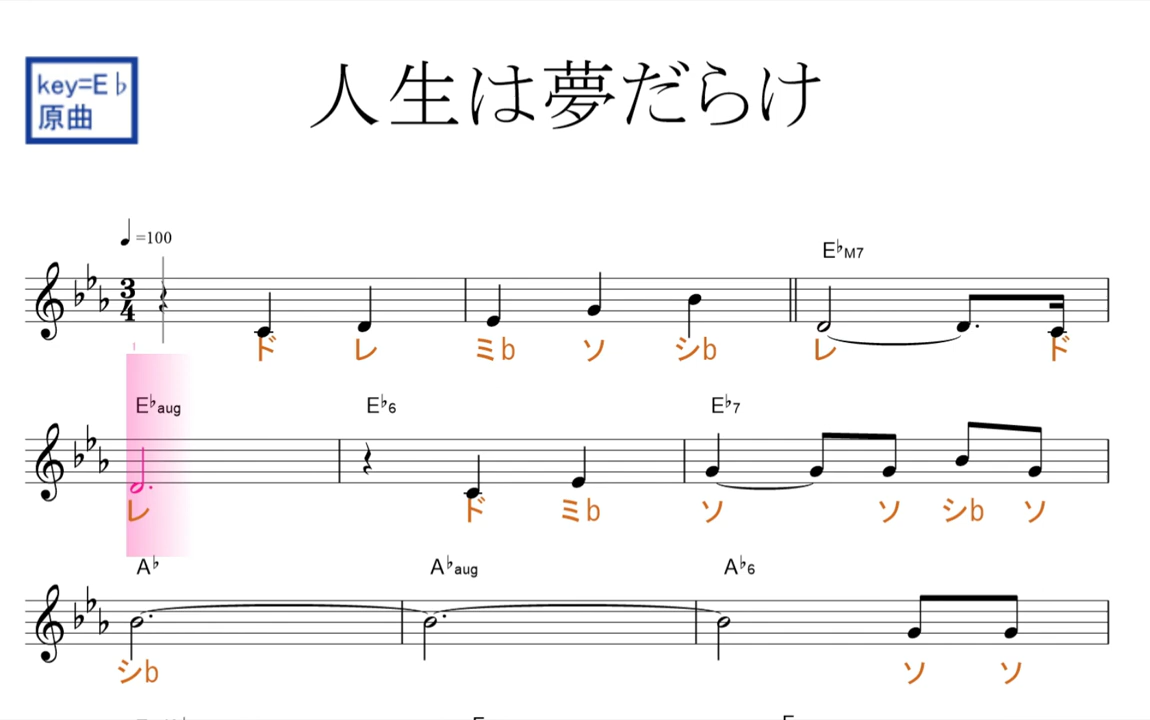 人生は夢だらけ
key=E♭
原曲
♩=100
E♭M7
3
4
ド レ ミb ソ シb レ ド
E♭aug E♭6 E♭7
レ ド ミb ソ ソ シb ソ
A♭ A♭aug A♭6
シb ソ ソ